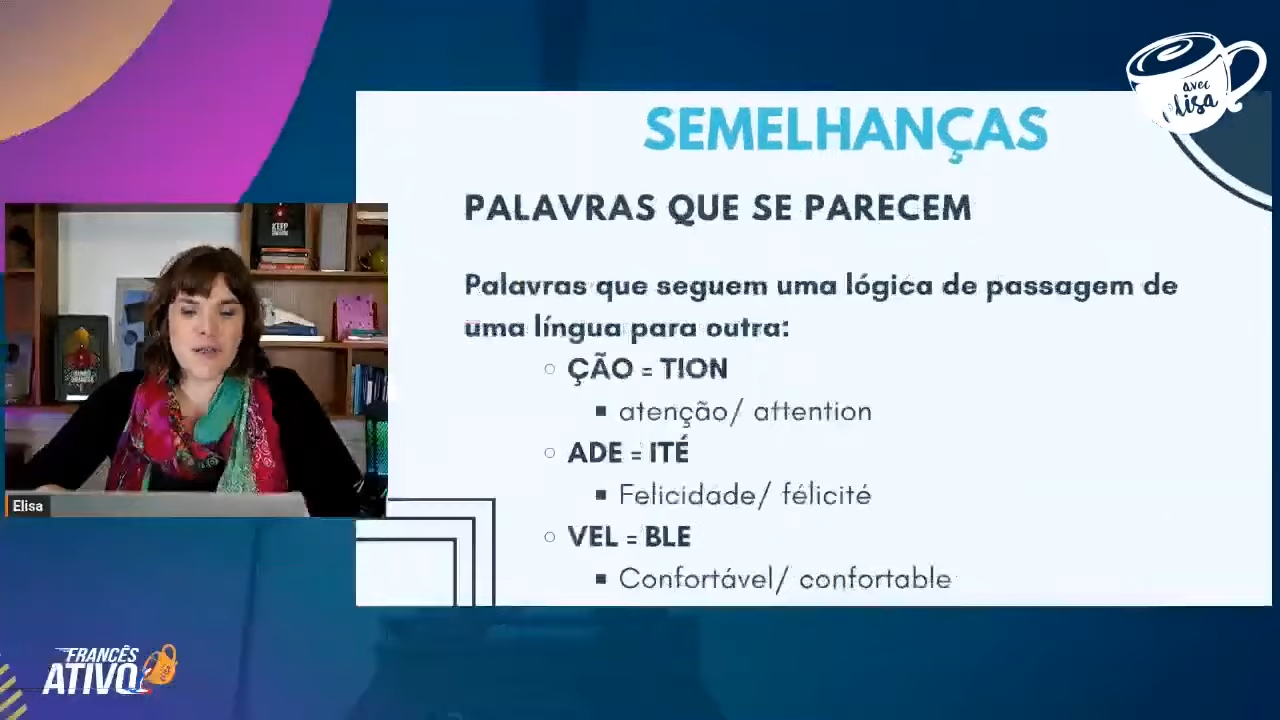 avec
elisa
SEMELHANÇAS
PALAVRAS QUE SE PARECEM
Palavras que seguem uma lógica de passagem de
uma língua para outra:
ÇÃO = TION
atenção/ attention
ADE = ITÉ
Felicidade/ félicité
VEL = BLE
Confortável/ confortable
KEEP
Elisa
FRANCÊS
ATIVO